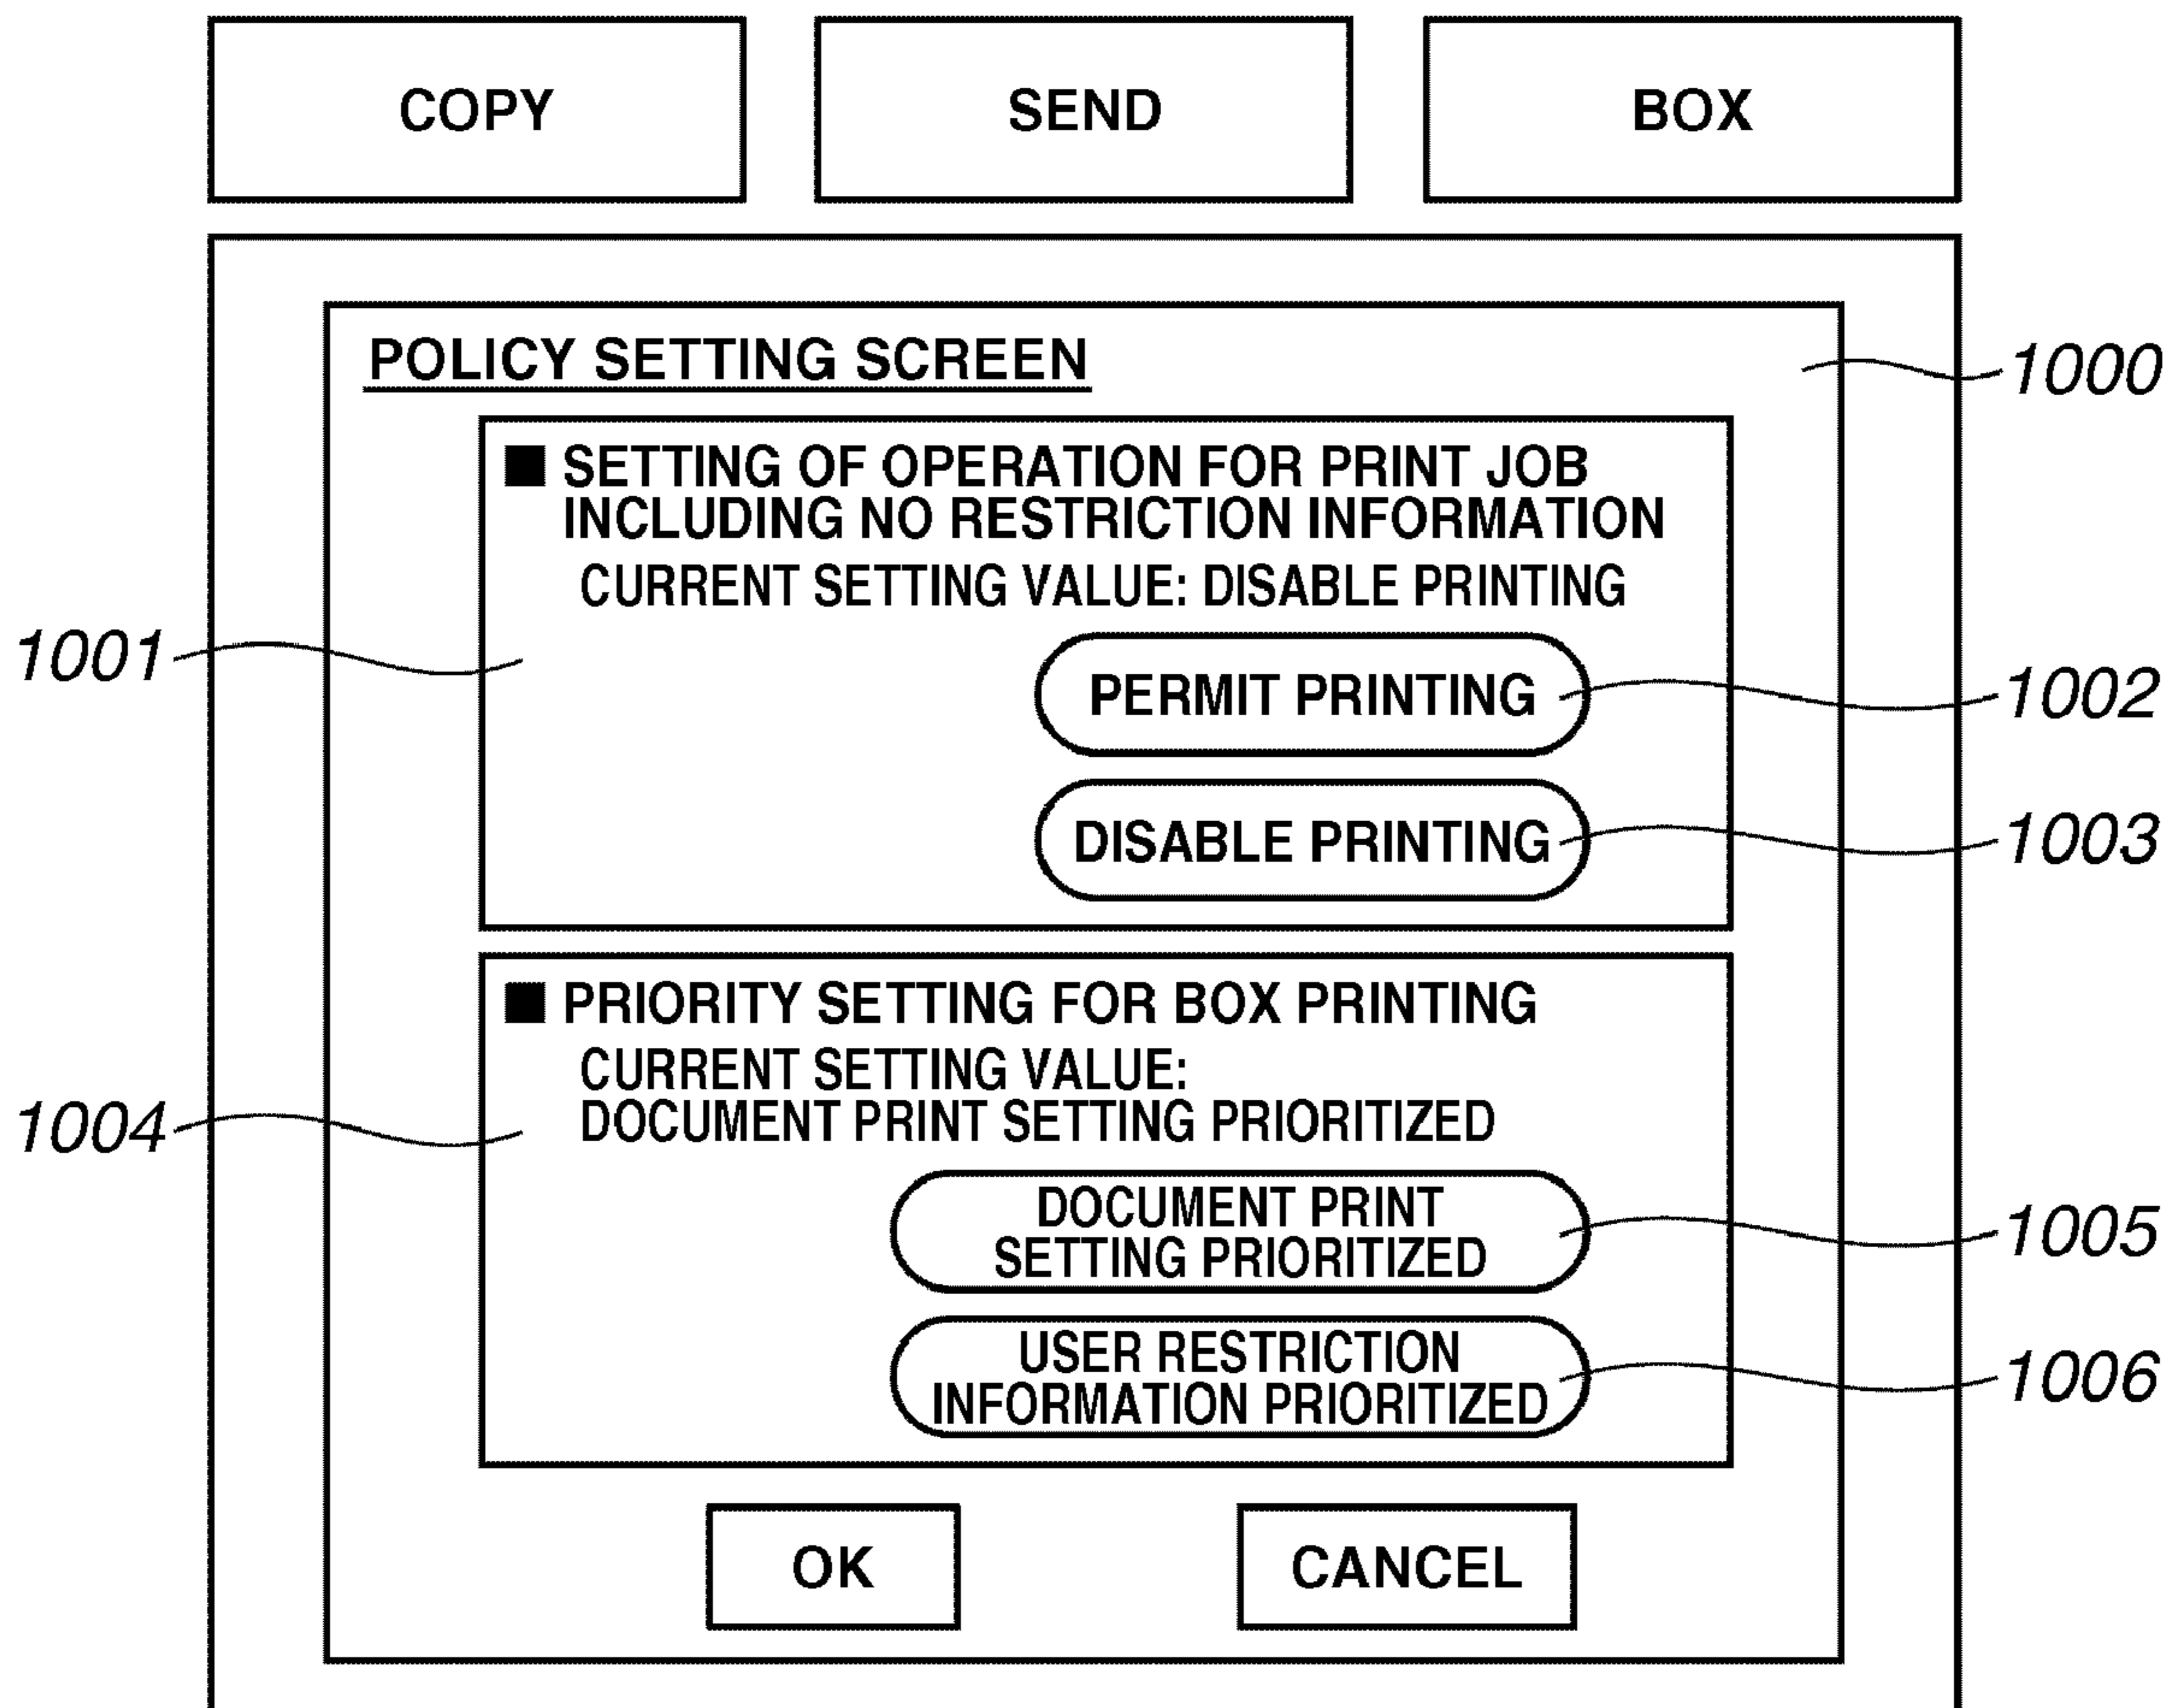 COPY
SEND
BOX
POLICY SETTING SCREEN
1000
■ SETTING OF OPERATION FOR PRINT JOB
INCLUDING NO RESTRICTION INFORMATION
CURRENT SETTING VALUE: DISABLE PRINTING
1001
PERMIT PRINTING
1002
DISABLE PRINTING
1003
■ PRIORITY SETTING FOR BOX PRINTING
CURRENT SETTING VALUE:
DOCUMENT PRINT SETTING PRIORITIZED
1004
DOCUMENT PRINT
SETTING PRIORITIZED
1005
USER RESTRICTION
INFORMATION PRIORITIZED
1006
OK
CANCEL